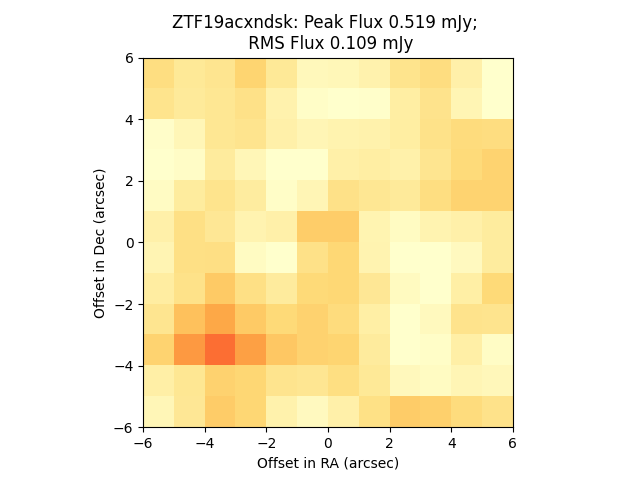 ZTF19acxndsk: Peak Flux 0.519 mJy;
RMS Flux 0.109 mJy
6
4
2
0
−2
−4
−6
Offset in Dec (arcsec)
−6 −4 −2 0 2 4 6
Offset in RA (arcsec)